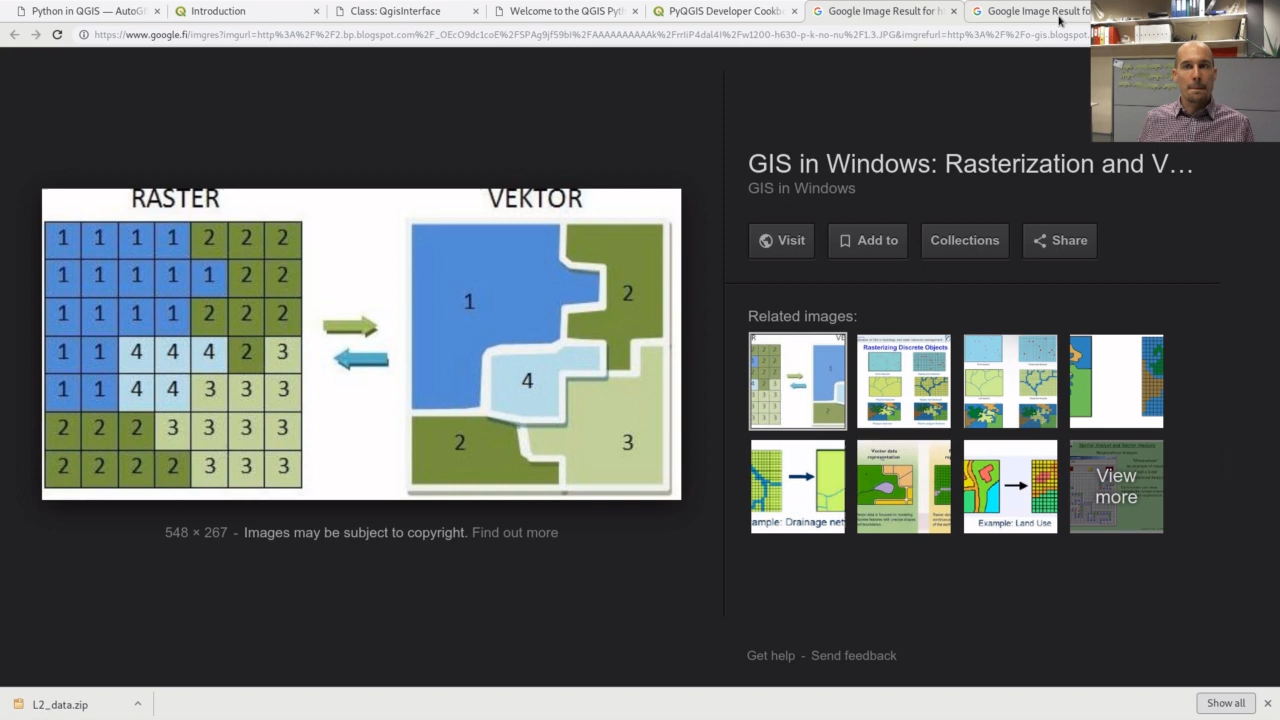 Python in QGIS — AutoG
Introduction
Class: QgisInterface
Welcome to the QGIS Pyth
PyQGIS Developer Cookb
Google Image Result for h
Google Image Result fo
GIS in Windows: Rasterization and V…
GIS in Windows
Visit
Add to
Collections
Share
RASTER
VEKTOR
1 1 1 1 2 2 2
1 1 1 1 1 2 2
1 1 1 1 2 2 2
1 1 4 4 4 2 3
1 1 4 4 3 3 3
2 2 2 3 3 3 3
2 2 2 2 3 3 3
1
2
4
2
3
548 × 267 - Images may be subject to copyright. Find out more
Related images:
Rasterizing Discrete Objects
Vector data
representation
ample: Drainage net
Example: Land Use
View
more
Get help - Send feedback
L2_data.zip
Show all